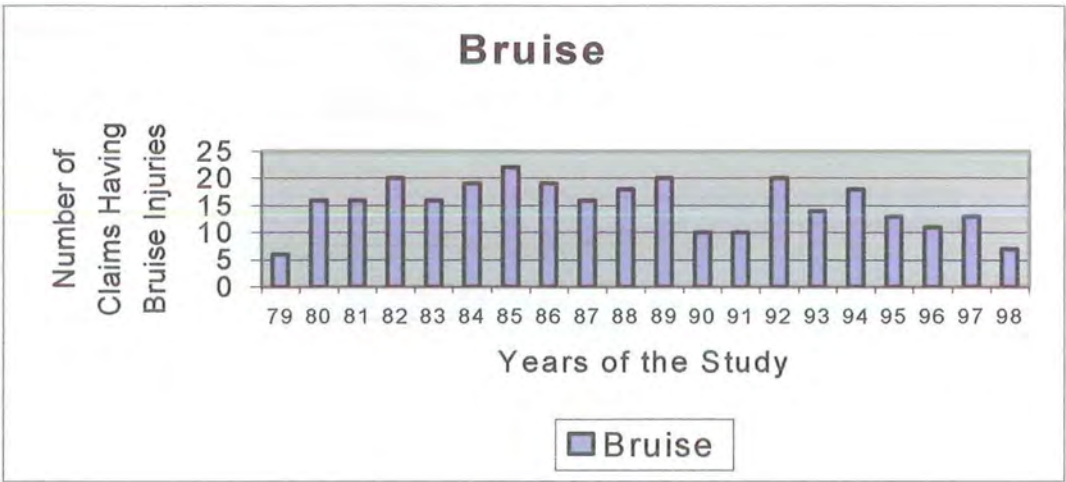 Bruise
Number of
Claims Having
Bruise Injuries
25
20
15
10
5
0
79 80 81 82 83 84 85 86 87 88 89 90 91 92 93 94 95 96 97 98
Years of the Study
Bruise